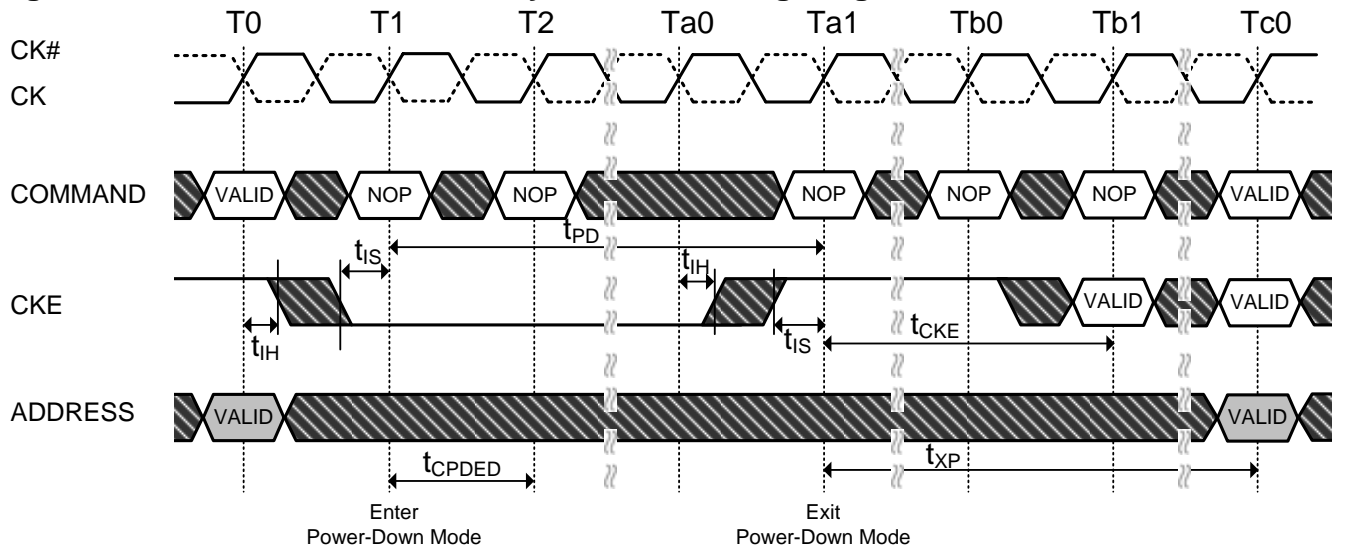 T0 T1 T2 Ta0 Ta1 Tb0 Tb1 Tc0
CK#
CK
COMMAND VALID NOP NOP NOP NOP NOP VALID
tPD
tIS tIH
CKE VALID VALID
tIH tIS tCKE
ADDRESS VALID VALID
tCPDED tXP
Enter Exit
Power-Down Mode Power-Down Mode